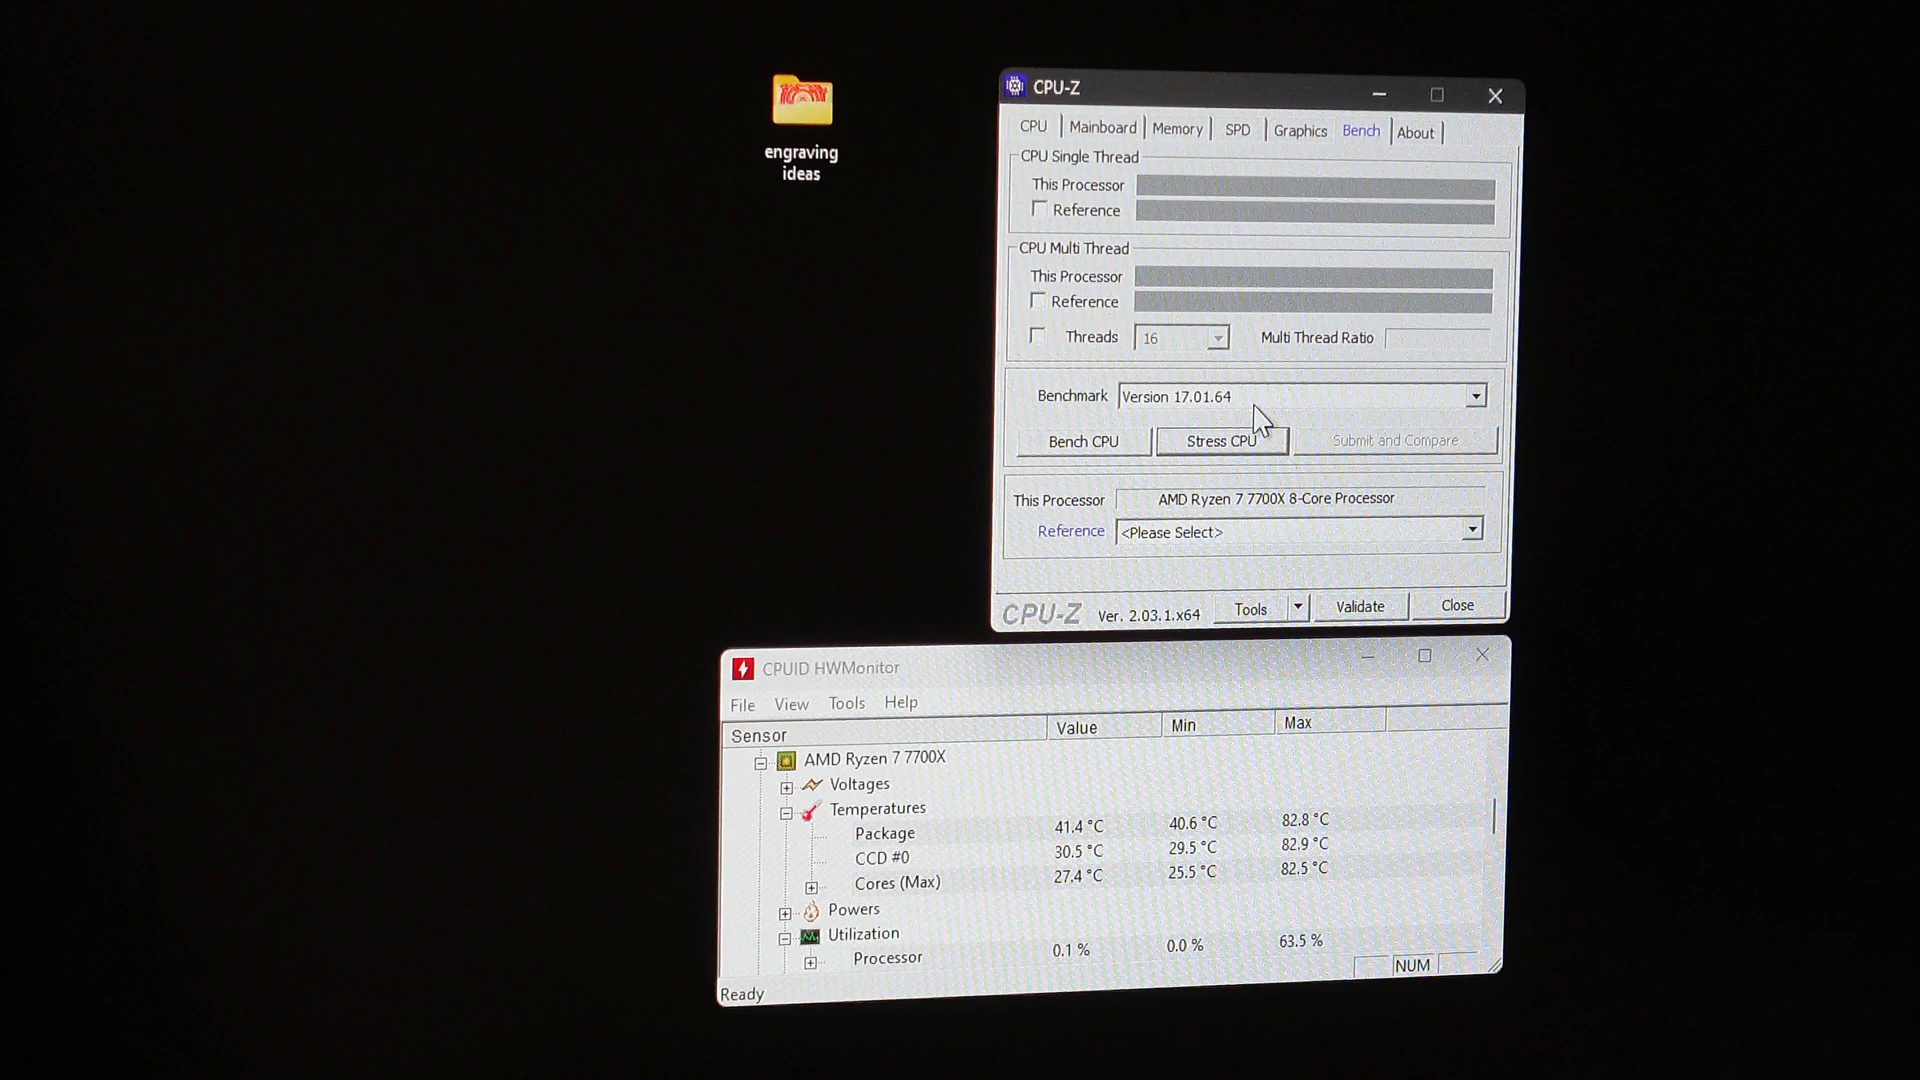 engraving
ideas
CPU-Z
CPU Mainboard Memory SPD Graphics Bench About
CPU Single Thread
This Processor
Reference
CPU Multi Thread
This Processor
Reference
Threads 16 Multi Thread Ratio
Benchmark Version 17.01.64
Bench CPU Stress CPU Submit and Compare
This Processor AMD Ryzen 7 7700X 8-Core Processor
Reference <Please Select>
CPU-Z Ver. 2.03.1.x64 Tools Validate Close
CPUID HWMonitor
File View Tools Help
Sensor Value Min Max
AMD Ryzen 7 7700X
Voltages
Temperatures
Package 41.4 °C 40.6 °C 82.8 °C
CCD #0 30.5 °C 29.5 °C 82.9 °C
Cores (Max) 27.4 °C 25.5 °C 82.5 °C
Powers
Utilization
Processor 0.1 % 0.0 % 63.5 %
NUM
Ready